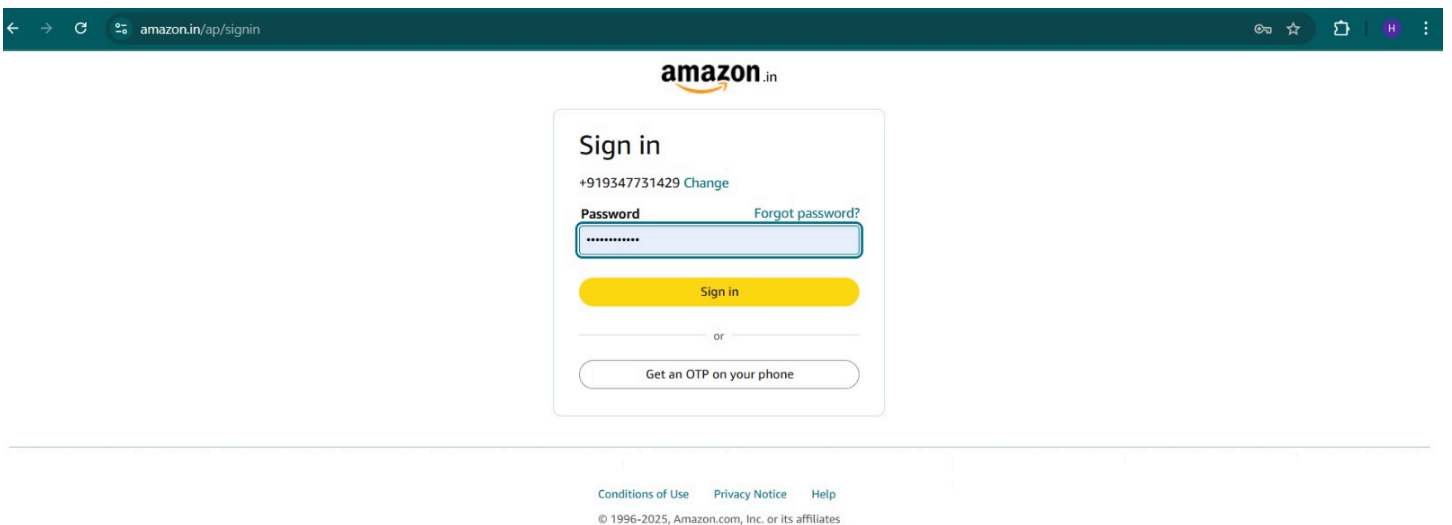 amazon.in/ap/signin
H
amazon.in
Sign in
+919347731429 Change
Password Forgot password?
••••••••••••
Sign in
or
Get an OTP on your phone
Conditions of Use Privacy Notice Help
© 1996-2025, Amazon.com, Inc. or its affiliates